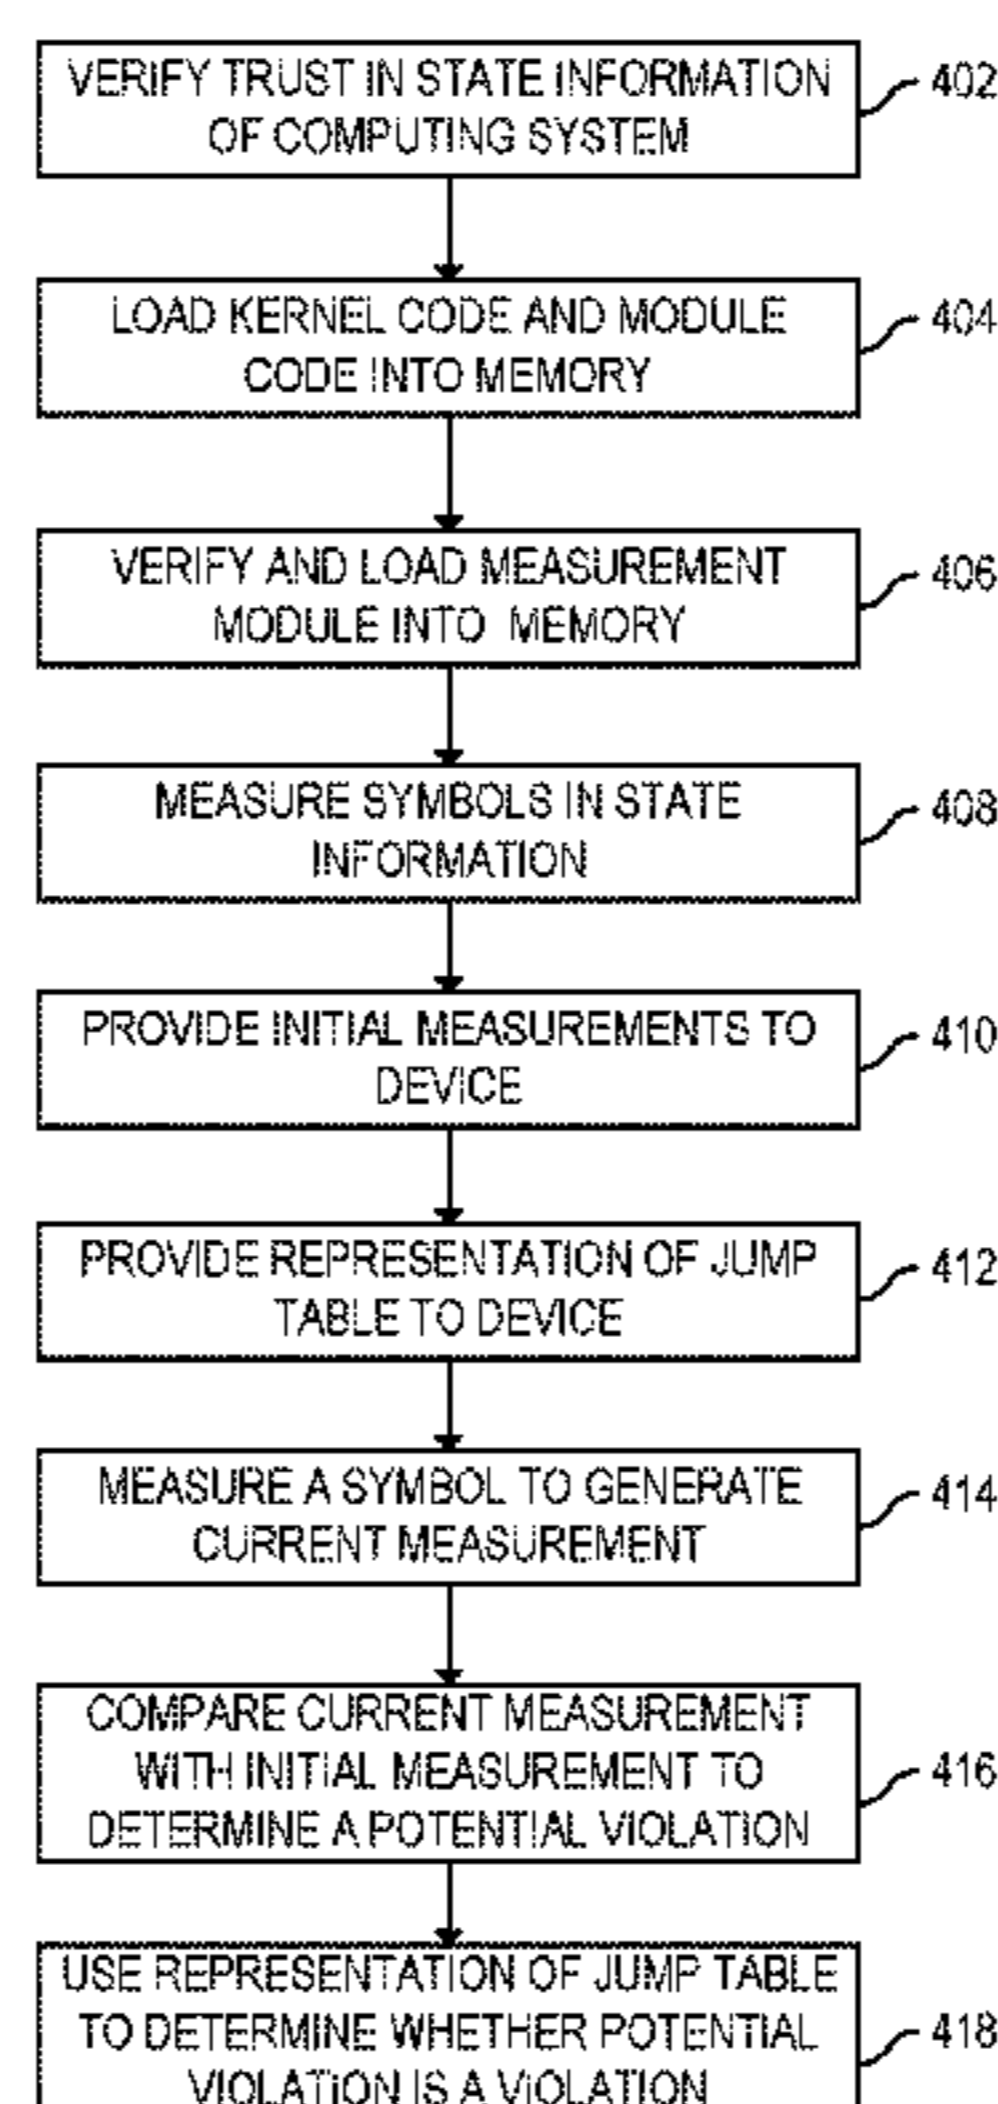 VERIFY TRUST IN STATE INFORMATION
OF COMPUTING SYSTEM
402
LOAD KERNEL CODE AND MODULE
CODE INTO MEMORY
404
VERIFY AND LOAD MEASUREMENT
MODULE INTO MEMORY
406
MEASURE SYMBOLS IN STATE
INFORMATION
408
PROVIDE INITIAL MEASUREMENTS TO
DEVICE
410
PROVIDE REPRESENTATION OF JUMP
TABLE TO DEVICE
412
MEASURE A SYMBOL TO GENERATE
CURRENT MEASUREMENT
414
COMPARE CURRENT MEASUREMENT
WITH INITIAL MEASUREMENT TO
DETERMINE A POTENTIAL VIOLATION
416
USE REPRESENTATION OF JUMP TABLE
TO DETERMINE WHETHER POTENTIAL
VIOLATION IS A VIOLATION
418